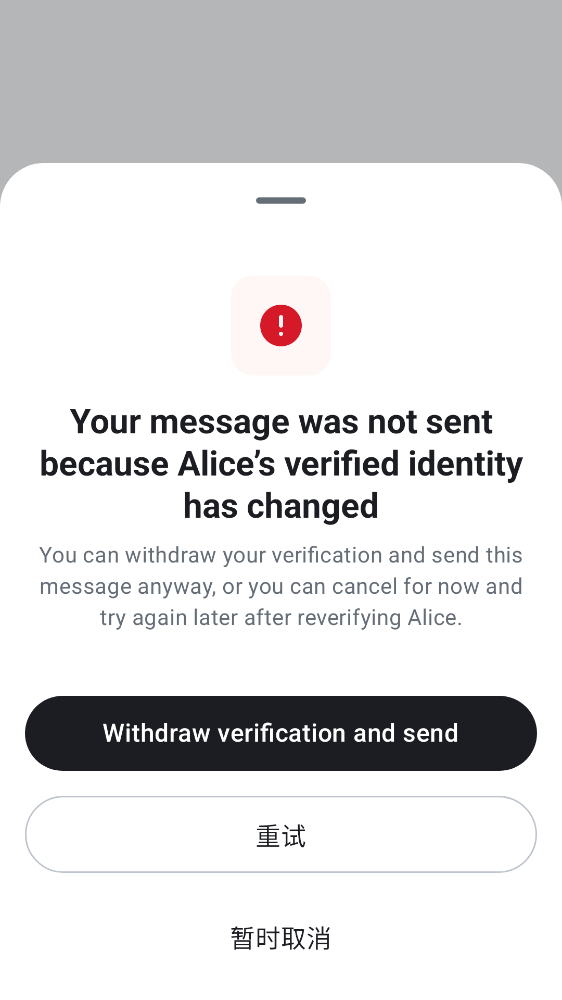 Your message was not sent
because Alice’s verified identity
has changed
You can withdraw your verification and send this
message anyway, or you can cancel for now and
try again later after reverifying Alice.
Withdraw verification and send
重试
暂时取消